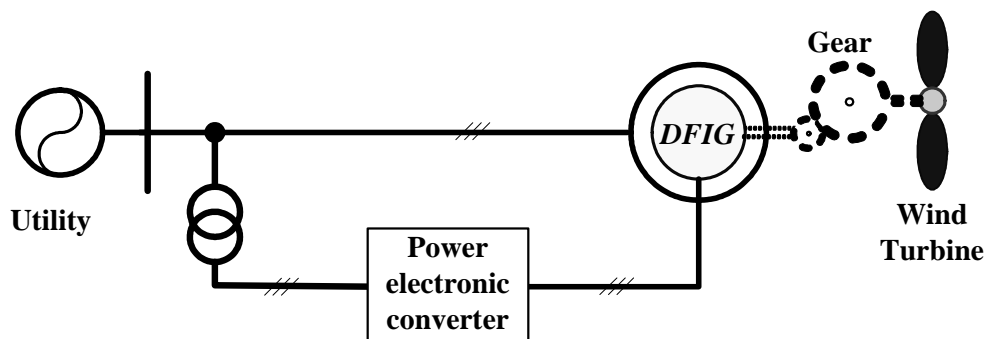 Gear
DFIG
Utility
Wind
Turbine
Power
electronic
converter